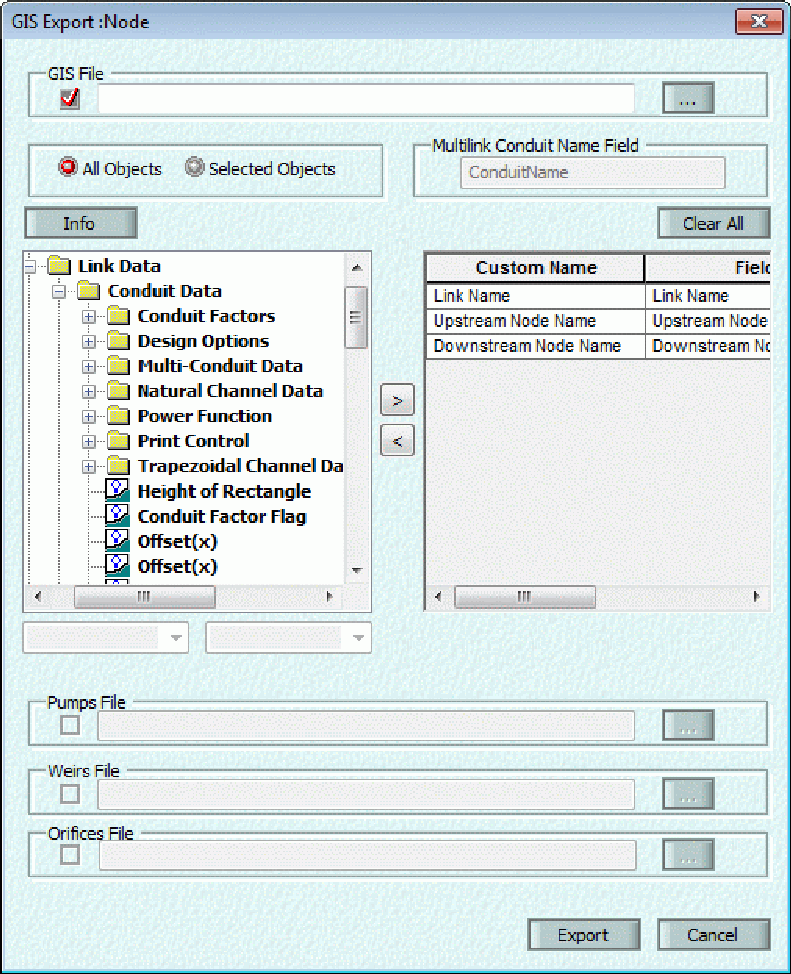 GIS Export :Node
GIS File
...
All Objects Selected Objects
Multilink Conduit Name Field
ConduitName
Info
Clear All
Link Data
Conduit Data
Conduit Factors
Design Options
Multi-Conduit Data
Natural Channel Data
Power Function
Print Control
Trapezoidal Channel Da
Height of Rectangle
Conduit Factor Flag
Offset(x)
Offset(x)
>
<
Custom Name Field
Link Name Link Name
Upstream Node Name Upstream Node
Downstream Node Name Downstream No
Pumps File
...
Weirs File
...
Orifices File
...
Export
Cancel